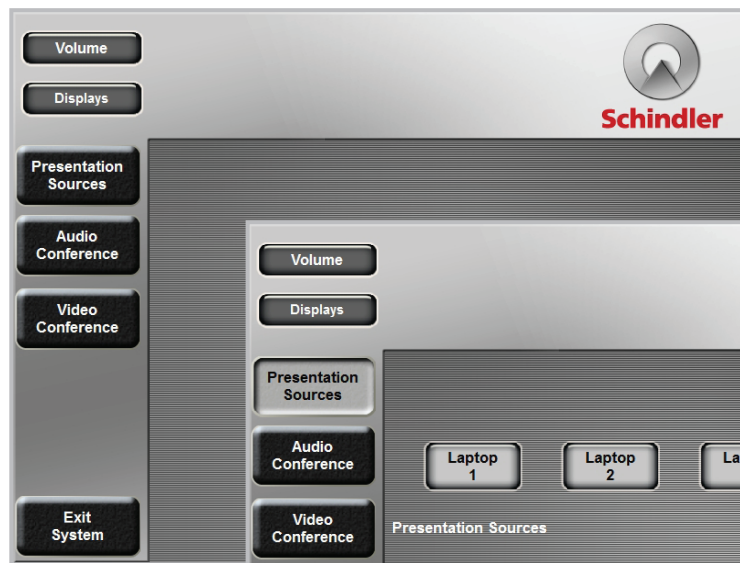 Volume
Displays
Schindler
Presentation
Sources
Audio
Conference
Video
Conference
Exit
System
Volume
Displays
Presentation
Sources
Audio
Conference
Video
Conference
Laptop
1
Laptop
2
La
Presentation Sources